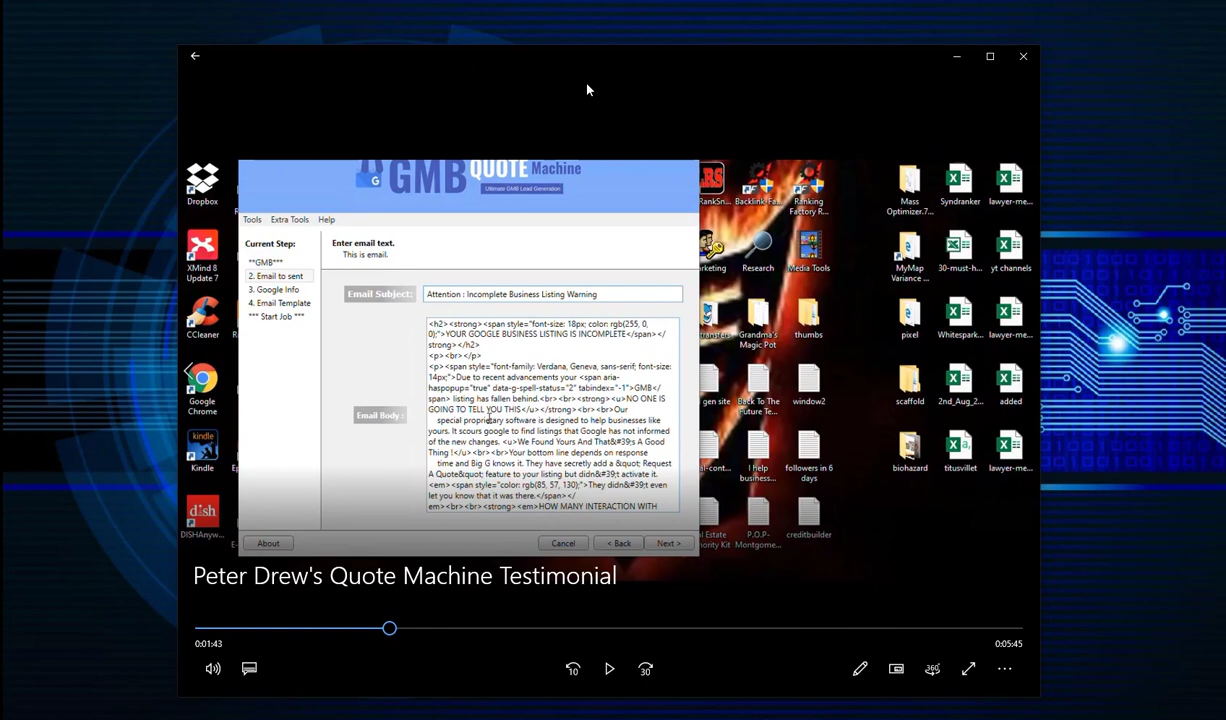 GMB QUOTE Machine
Ultimate GMB Lead Generation
Tools Extra Tools Help
Current Step:
**GMB***
2. Email to sent
3. Google Info
4. Email Template
*** Start Job ***
Enter email text.
This is email.
Email Subject:
Attention : Incomplete Business Listing Warning
Email Body :
<h2><strong><span style="font-size: 18px; color: rgb(255, 0,
0);">YOUR GOOGLE BUSINESS LISTING IS INCOMPLETE</span></
strong></h2>
<p><br></p>
<p><span style="font-family: Verdana, Geneva, sans-serif; font-size:
14px;">Due to recent advancements your <span aria-
haspopup="true" data-g-spell-status="2" tabindex="-1">GMB</
span> listing has fallen behind.<br><br><strong><u>NO ONE IS
GOING TO TELL YOU THIS</u></strong><br><br>Our
special proprietary software is designed to help businesses like
yours. It scours google to find listings that Google has not informed
of the new changes. <u>We Found Yours And That&#39;s A Good
Thing !</u><br><br>Your bottom line depends on response
time and Big G knows it. They have secretly add a &quot; Request
A Quote&quot; feature to your listing but didn&#39;t activate it.
<em><span style="color: rgb(85, 57, 130);">They didn&#39;t even
let you know that it was there.</span></
em><br><br><strong><em>HOW MANY INTERACTION WITH
About
Cancel
< Back
Next >
Dropbox
XMind 8
Update 7
CCleaner
Google
Chrome
Kindle
dish
DISHAnyw...
RankSn...
Backlink-Fa...
Ranking
Factory R...
Mass
Optimizer.7...
Syndranker
lawyer-me...
rketing
Research
Media Tools
MyMap
Variance ...
30-must-h...
yt channels
transfer
Grandma's
Magic Pot
thumbs
pixel
Whitespark...
lawyer-me...
gen site
Back To The
Future Te...
window2
scaffold
2nd_Aug_2...
added
al-cont...
I help
business...
followers in 6
days
biohazard
titusvillet
lawyer-me...
l Estate
ority Kit
P.O.P-
Montgome...
creditbuilder
Peter Drew's Quote Machine Testimonial
0:01:43
0:05:45
10
30
360